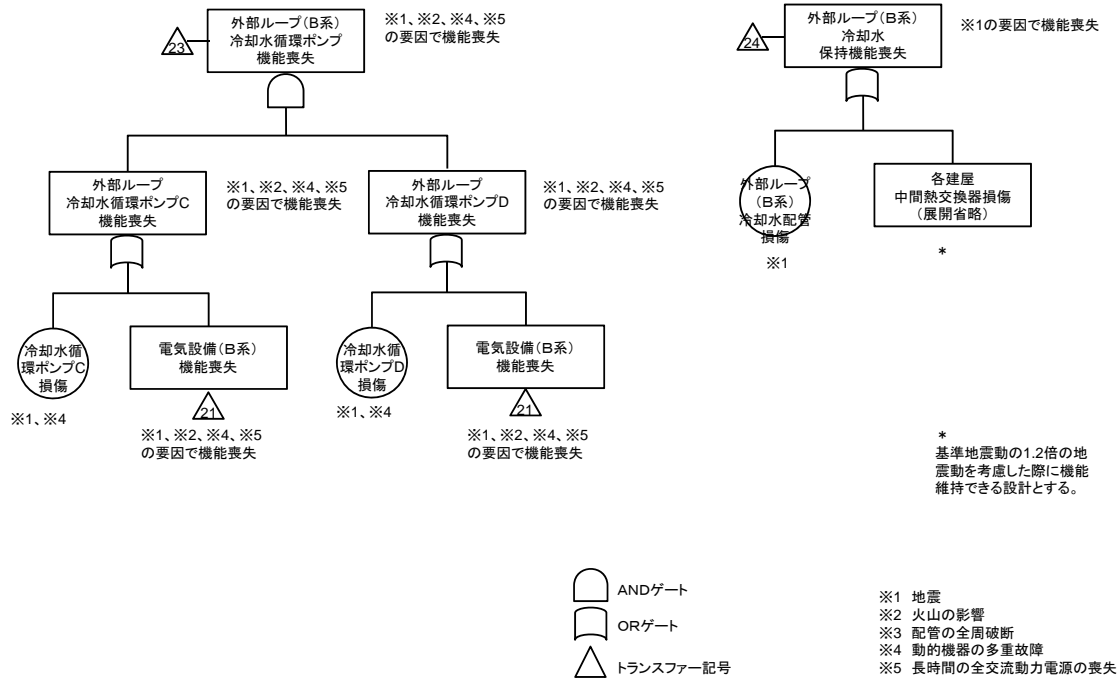 外部ループ（B系）
冷却水循環ポンプ
機能喪失
23
※1、※2、※4、※5
の要因で機能喪失
外部ループ
冷却水循環ポンプC
機能喪失
※1、※2、※4、※5
の要因で機能喪失
外部ループ
冷却水循環ポンプD
機能喪失
※1、※2、※4、※5
の要因で機能喪失
冷却水循
環ポンプC
損傷
※1、※4
電気設備（B系）
機能喪失
21
※1、※2、※4、※5
の要因で機能喪失
冷却水循
環ポンプD
損傷
※1、※4
電気設備（B系）
機能喪失
21
※1、※2、※4、※5
の要因で機能喪失
24
外部ループ（B系）
冷却水
保持機能喪失
※1の要因で機能喪失
外部ループ
（B系）
冷却水配管
損傷
※1
各建屋
中間熱交換器損傷
（展開省略）
*
*
基準地震動の1.2倍の地
震動を考慮した際に機能
維持できる設計とする。
ANDゲート
ORゲート
トランスファー記号
※1 地震
※2 火山の影響
※3 配管の全周破断
※4 動的機器の多重故障
※5 長時間の全交流動力電源の喪失